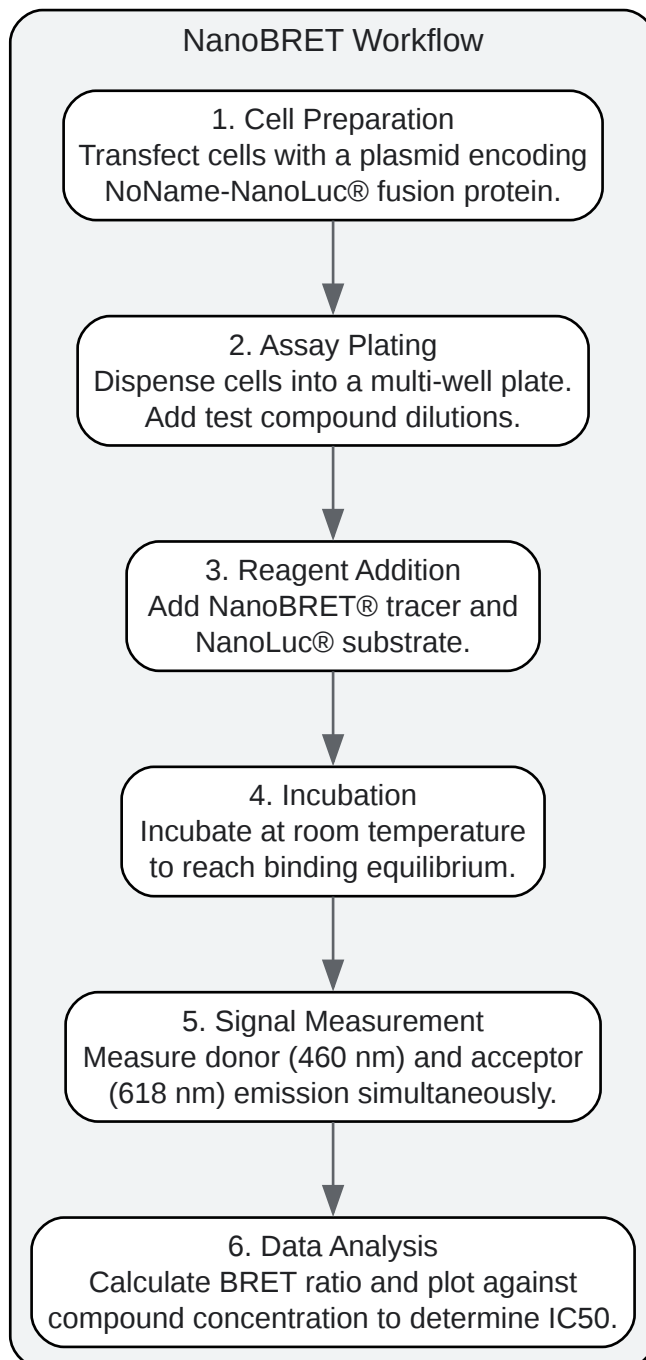 NanoBRET Workflow
1. Cell Preparation
Transfect cells with a plasmid encoding
NoName-NanoLuc® fusion protein.
2. Assay Plating
Dispense cells into a multi-well plate.
Add test compound dilutions.
3. Reagent Addition
Add NanoBRET® tracer and
NanoLuc® substrate.
4. Incubation
Incubate at room temperature
to reach binding equilibrium.
5. Signal Measurement
Measure donor (460 nm) and acceptor
(618 nm) emission simultaneously.
6. Data Analysis
Calculate BRET ratio and plot against
compound concentration to determine IC50.